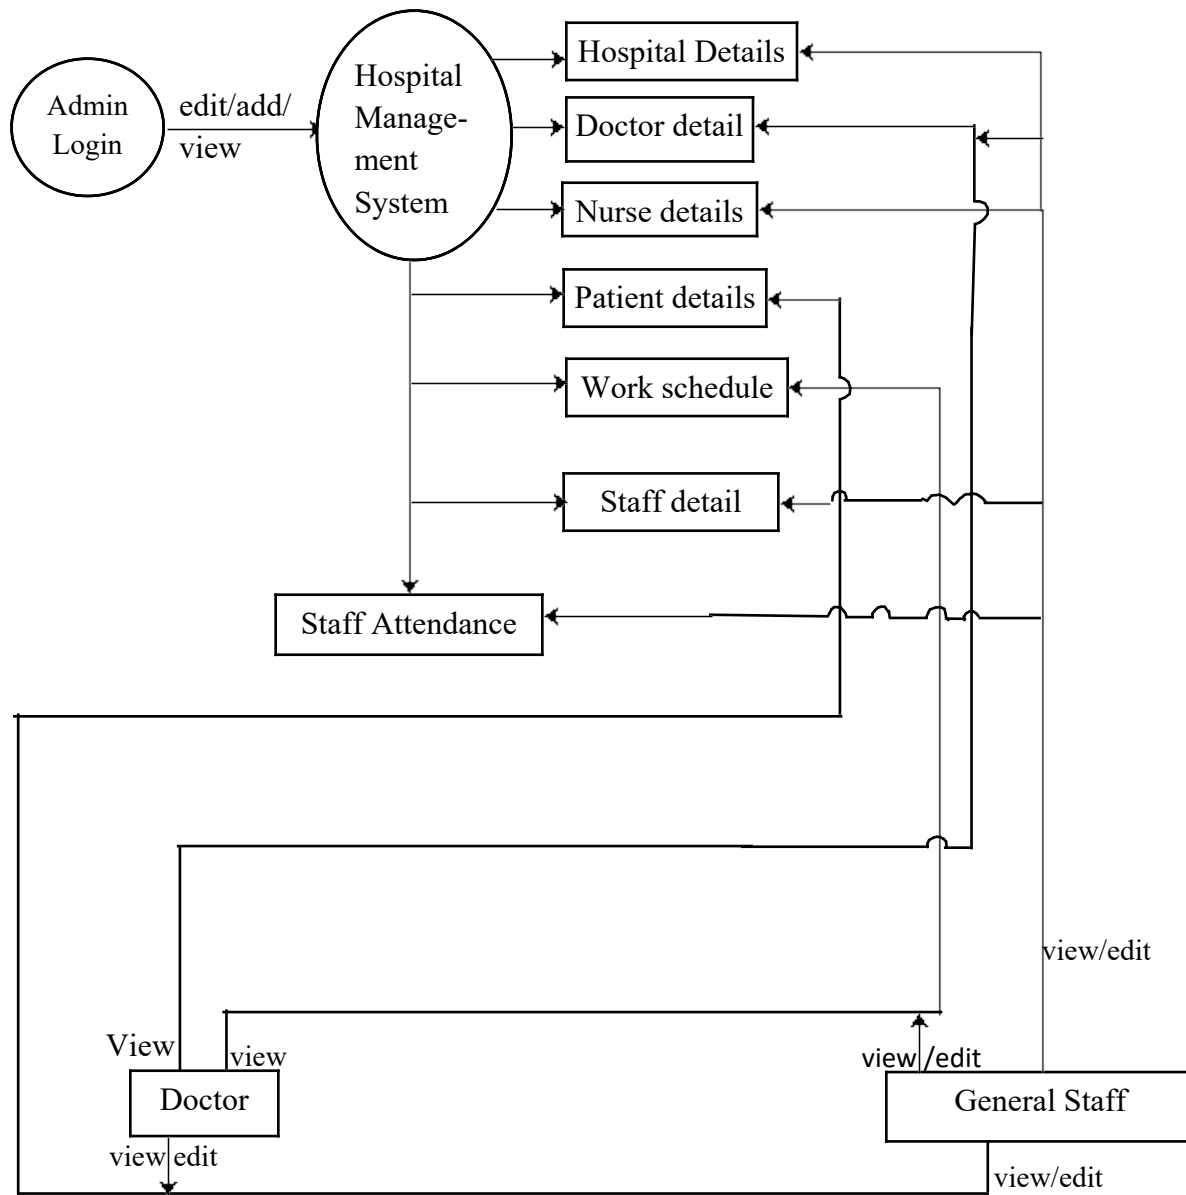 Admin
Login
edit/add/
view
Hospital
Manage-
ment
System
Hospital Details
Doctor detail
Nurse details
Patient details
Work schedule
Staff detail
Staff Attendance
view/edit
View
view
view /edit
Doctor
General Staff
view edit
view/edit